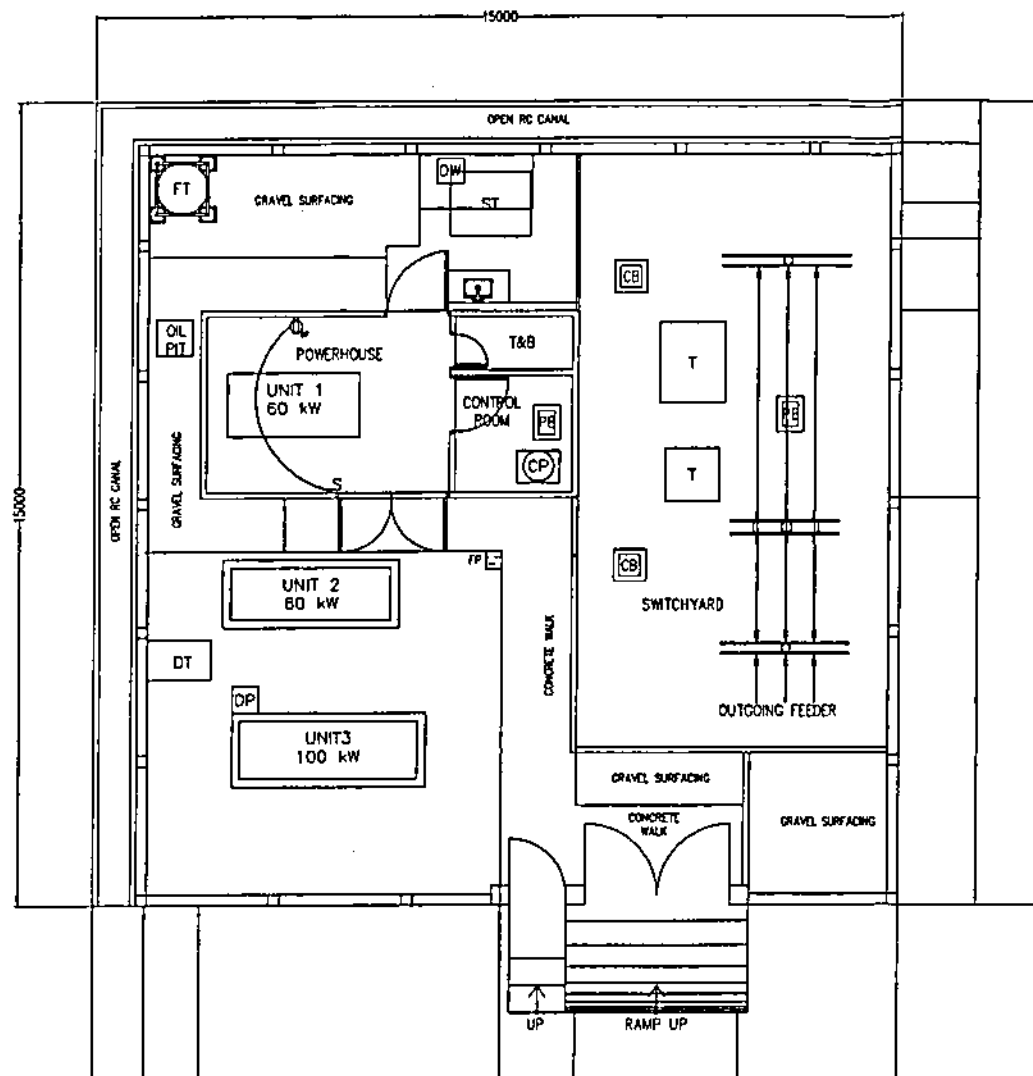 15000
OPEN RC CANAL
FT
GRAVEL SURFACING
DW
ST
CB
OIL
PIT
POWERHOUSE
T&B
T
UNIT 1
60 kW
CONTROL
ROOM
PB
PB
CP
T
15000
OPEN RC CANAL
GRAVEL SURFACING
S
FP
CB
UNIT 2
60 kW
SWITCHYARD
DT
CONCRETE WALK
DP
OUTGOING FEEDER
UNIT3
100 kW
GRAVEL SURFACING
CONCRETE
WALK
GRAVEL SURFACING
UP
RAMP UP